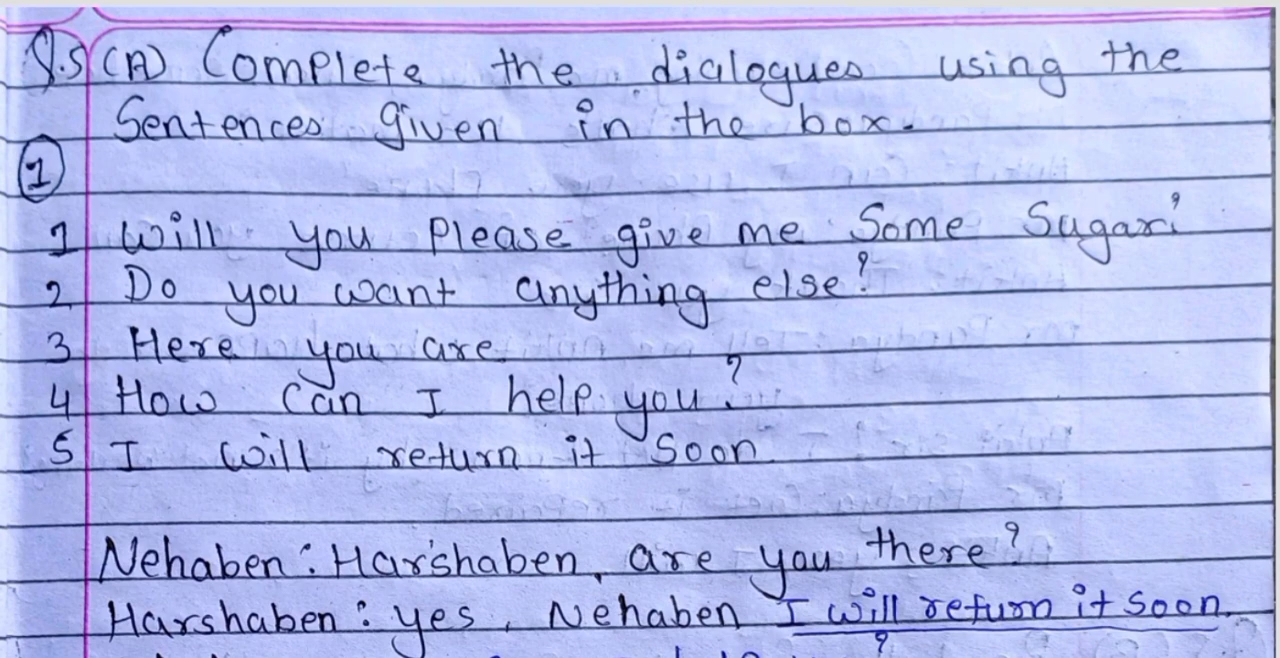 Q.5 (A) Complete the dialogues using the
Sentences given in the box.
1
1 Will you Please give me Some Sugar?
2 Do you want anything else?
3 Here you are.
4 How Can I help you?
5 I will return it Soon.
Nehaben : Harshaben, are you there?
Harshaben : yes, Nehaben I will return it soon.